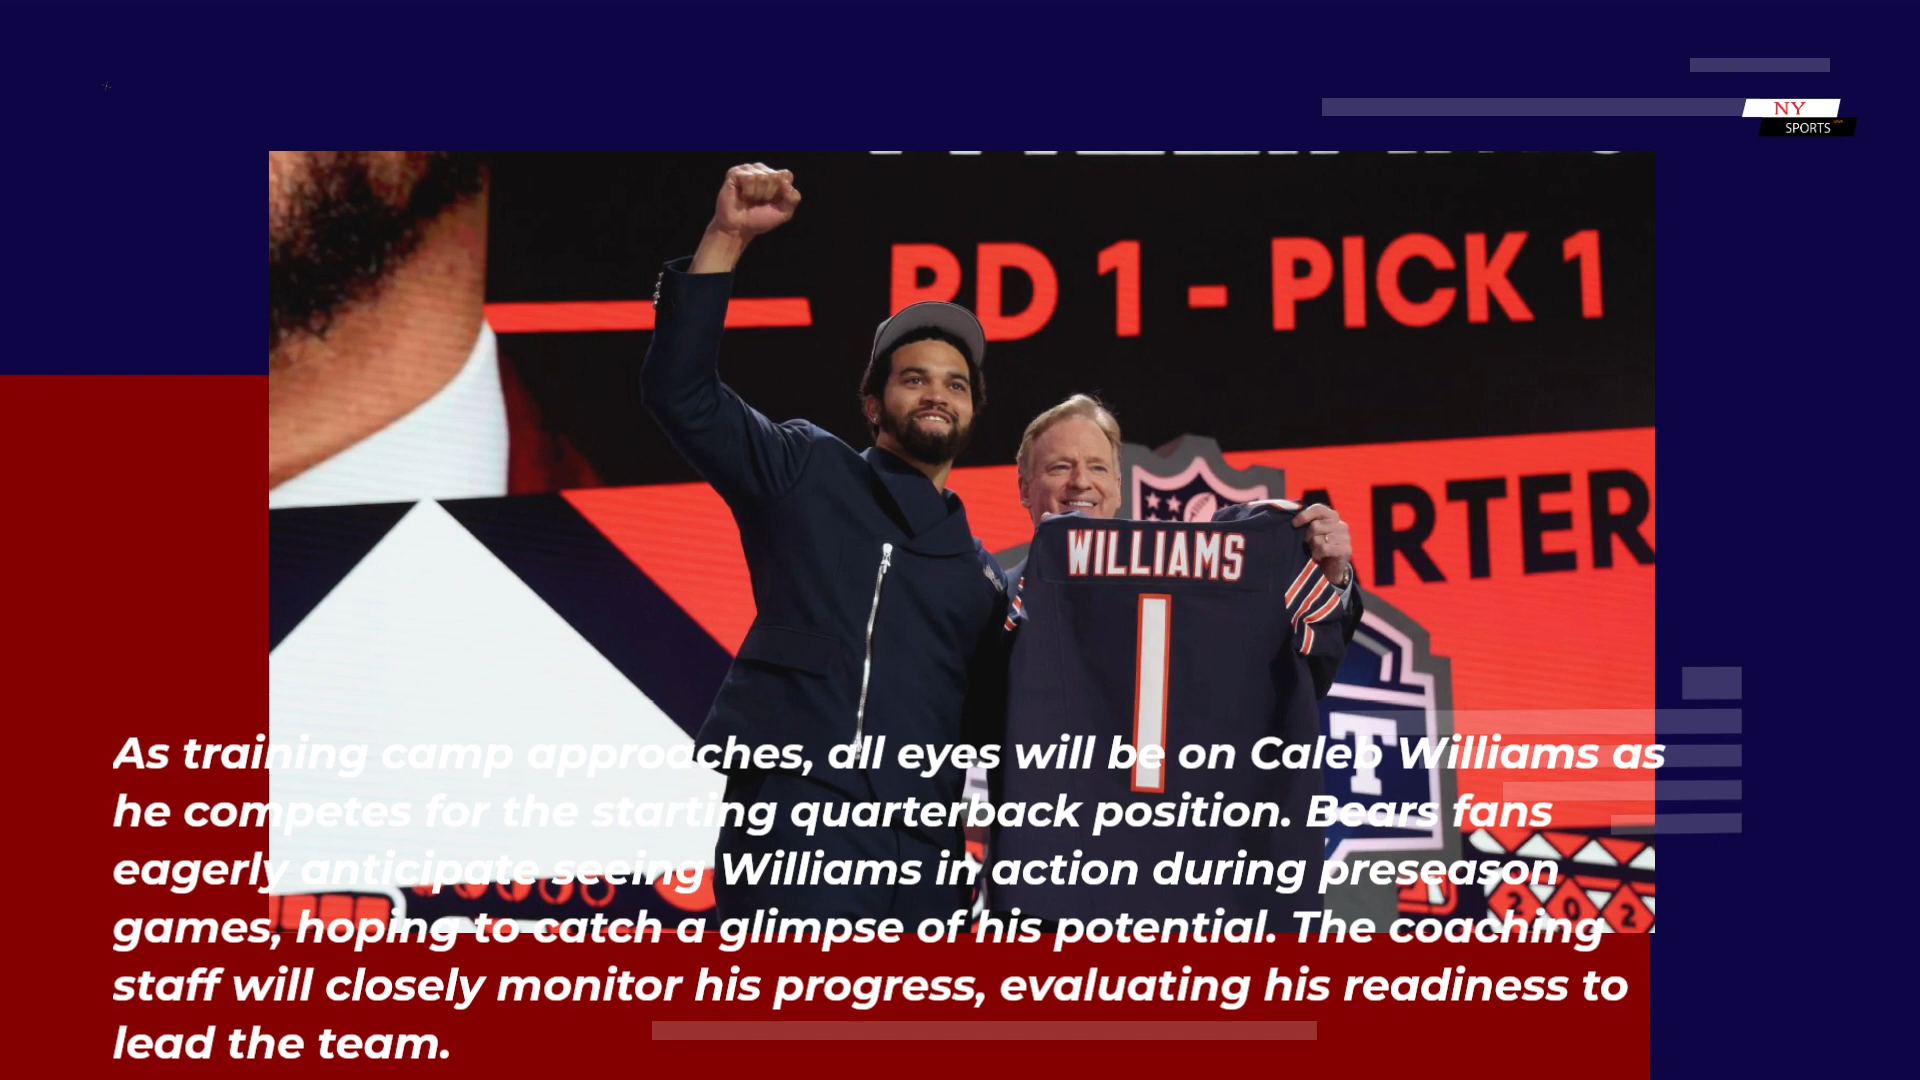 NY
SPORTS
RD 1 - PICK 1
ARTER
WILLIAMS
1
T
As training camp approaches, all eyes will be on Caleb Williams as
he competes for the starting quarterback position. Bears fans
eagerly anticipate seeing Williams in action during preseason
games, hoping to catch a glimpse of his potential. The coaching
staff will closely monitor his progress, evaluating his readiness to
lead the team.
202